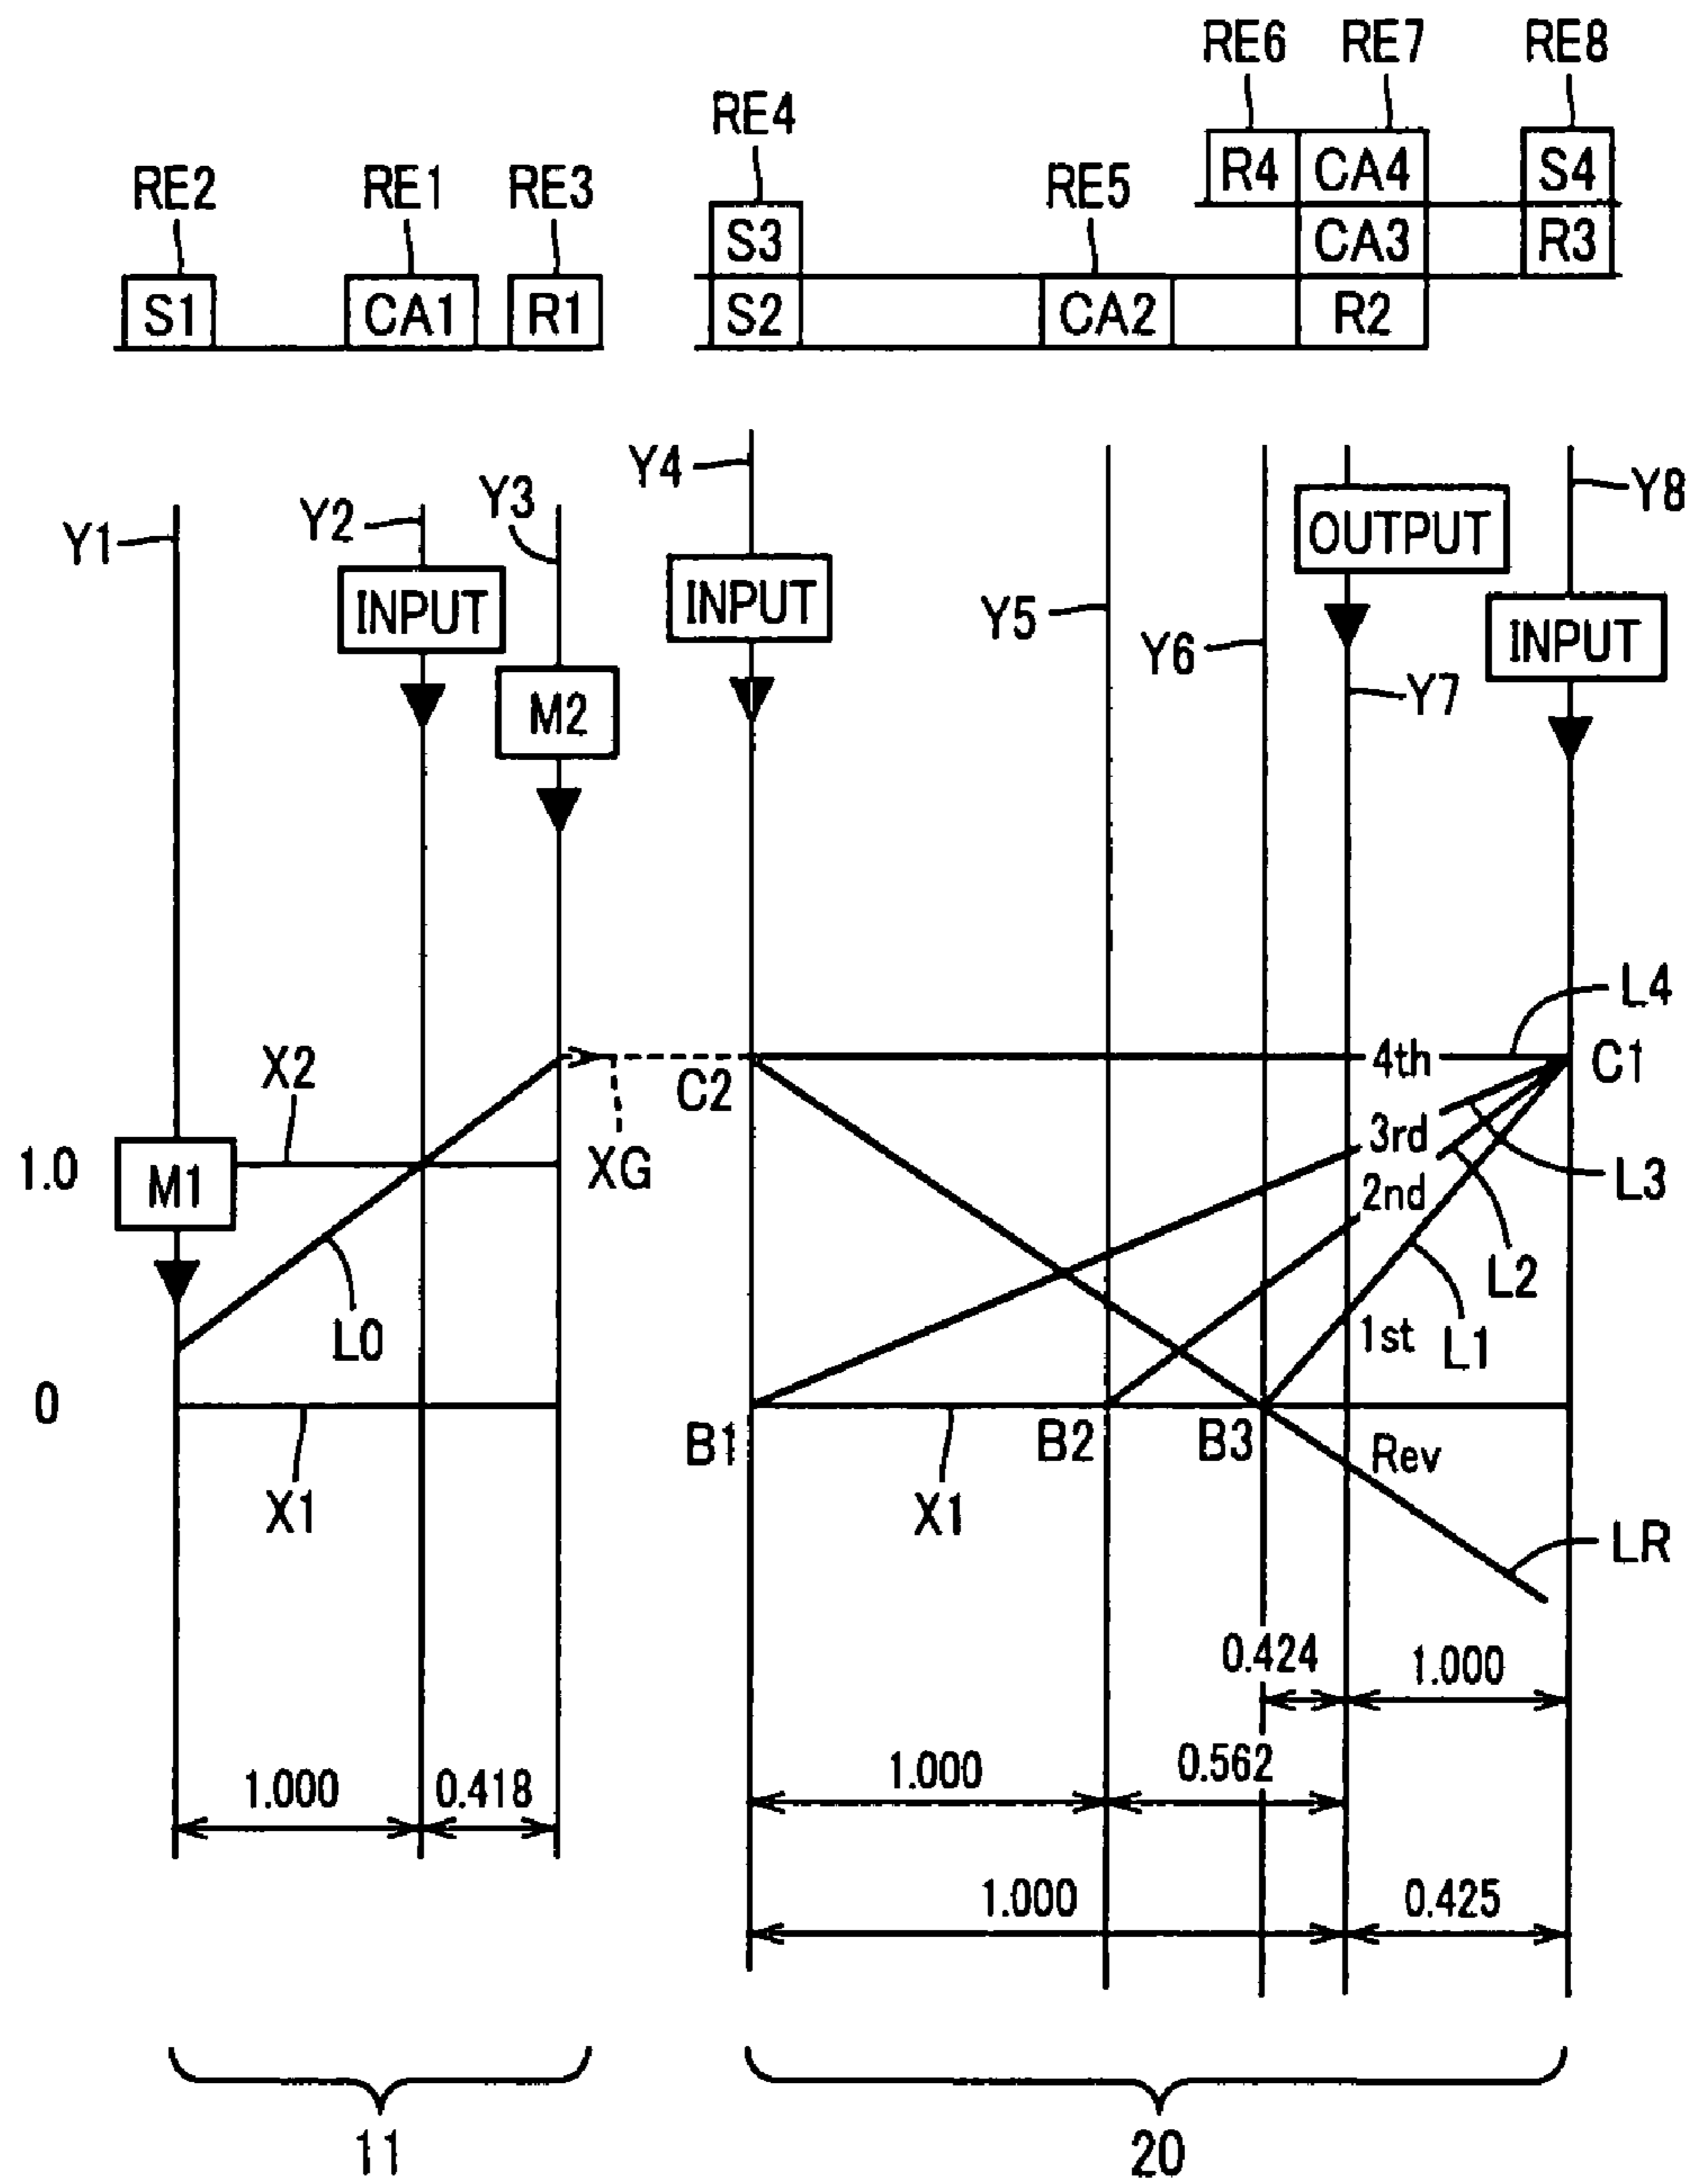 RE6 RE7 RE8
RE4
R4 CA4 S4
RE2 RE1 RE3 RE5
S3 CA3 R3
S1 CA1 R1 S2 CA2 R2
Y4 Y8
Y3
Y1 Y2 OUTPUT
INPUT INPUT Y5 INPUT
Y6
M2 Y7
L4
X2 C2 4th C1
3rd
1.0 M1 XG L3
2nd
L2
L0 1st L1
0
B1 B2 B3 Rev
X1 X1
LR
0.424 1.000
1.000 0.418 1.000 0.562
1.000 0.425
11 20